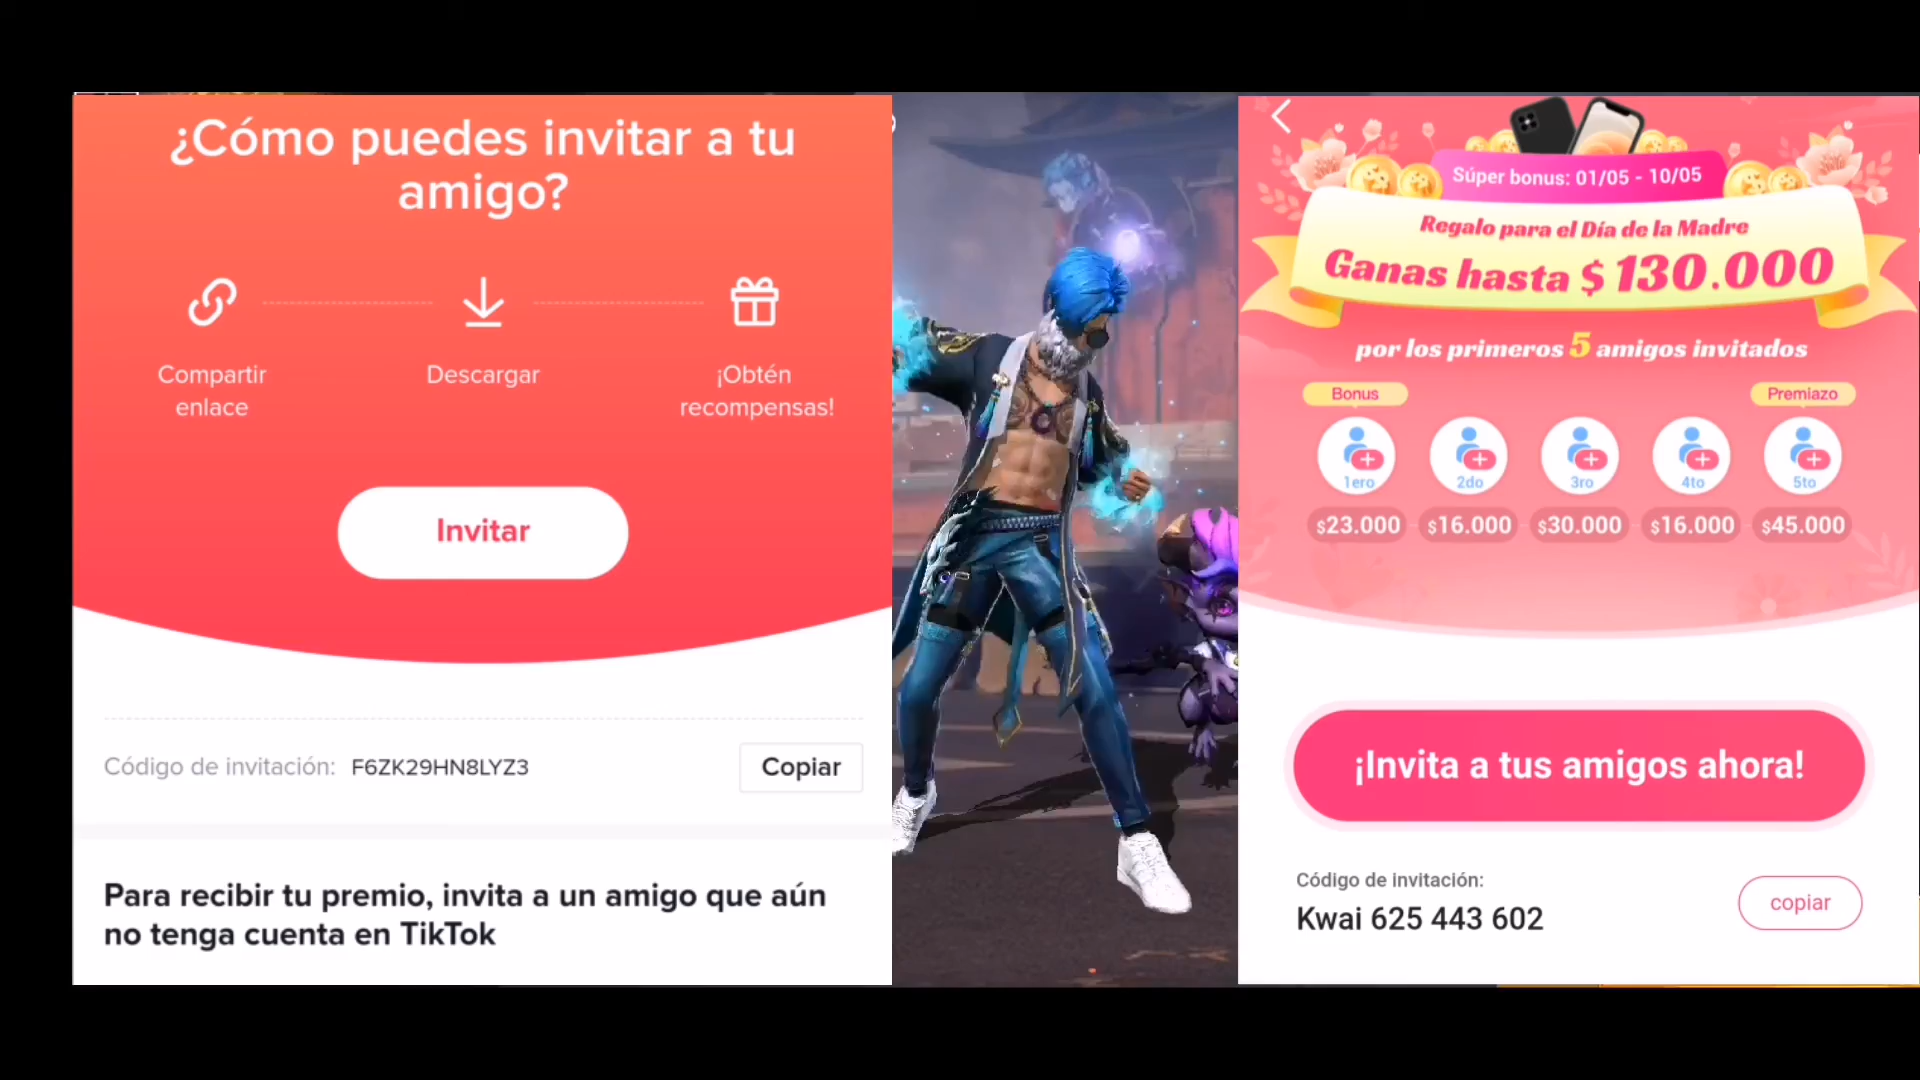 ¿Cómo puedes invitar a tu
amigo?
Compartir
enlace
Descargar
¡Obtén
recompensas!
Invitar
Código de invitación: F6ZK29HN8LYZ3
Copiar
Para recibir tu premio, invita a un amigo que aún
no tenga cuenta en TikTok
Súper bonus: 01/05 - 10/05
Regalo para el Día de la Madre
Ganas hasta $ 130.000
por los primeros 5 amigos invitados
Bonus
Premiazo
1ero
2do
3ro
4to
5to
$23.000
$16.000
$30.000
$16.000
$45.000
¡Invita a tus amigos ahora!
Código de invitación:
Kwai 625 443 602
copiar